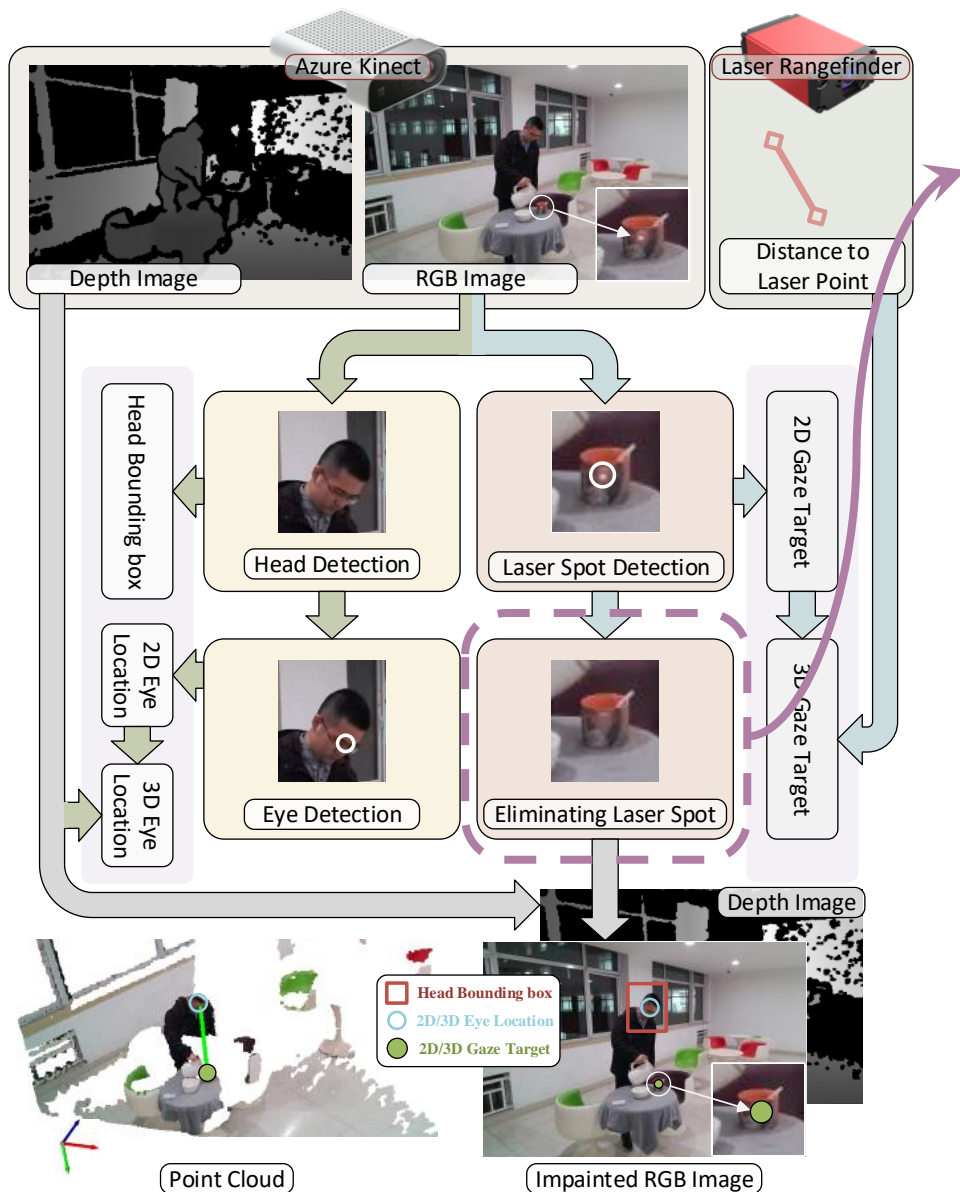 Azure Kinect
Laser Rangefinder
Depth Image
RGB Image
Distance to
Laser Point
Head Bounding box
Head Detection
Laser Spot Detection
2D Gaze Target
2D Eye
Location
3D Eye
Location
Eye Detection
Eliminating Laser Spot
3D Gaze Target
Depth Image
Head Bounding box
2D/3D Eye Location
2D/3D Gaze Target
Point Cloud
Impainted RGB Image